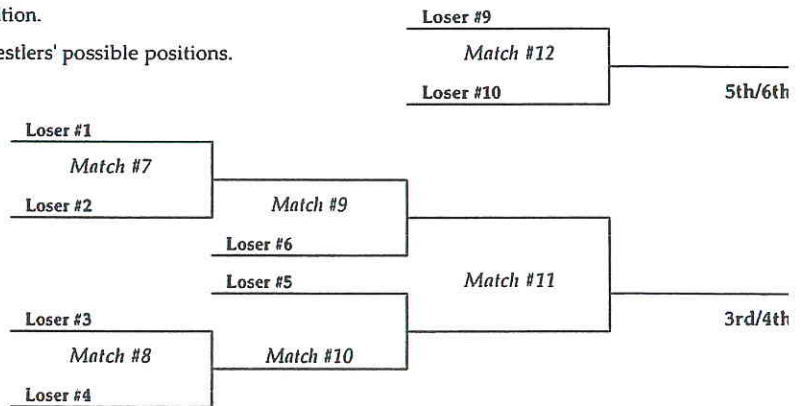 ition.
estlers' possible positions.
Loser #9
Match #12
Loser #10
5th/6th
Loser #1
Match #7
Loser #2
Match #9
Loser #6
Loser #5
Match #11
3rd/4th
Loser #3
Match #8
Match #10
Loser #4